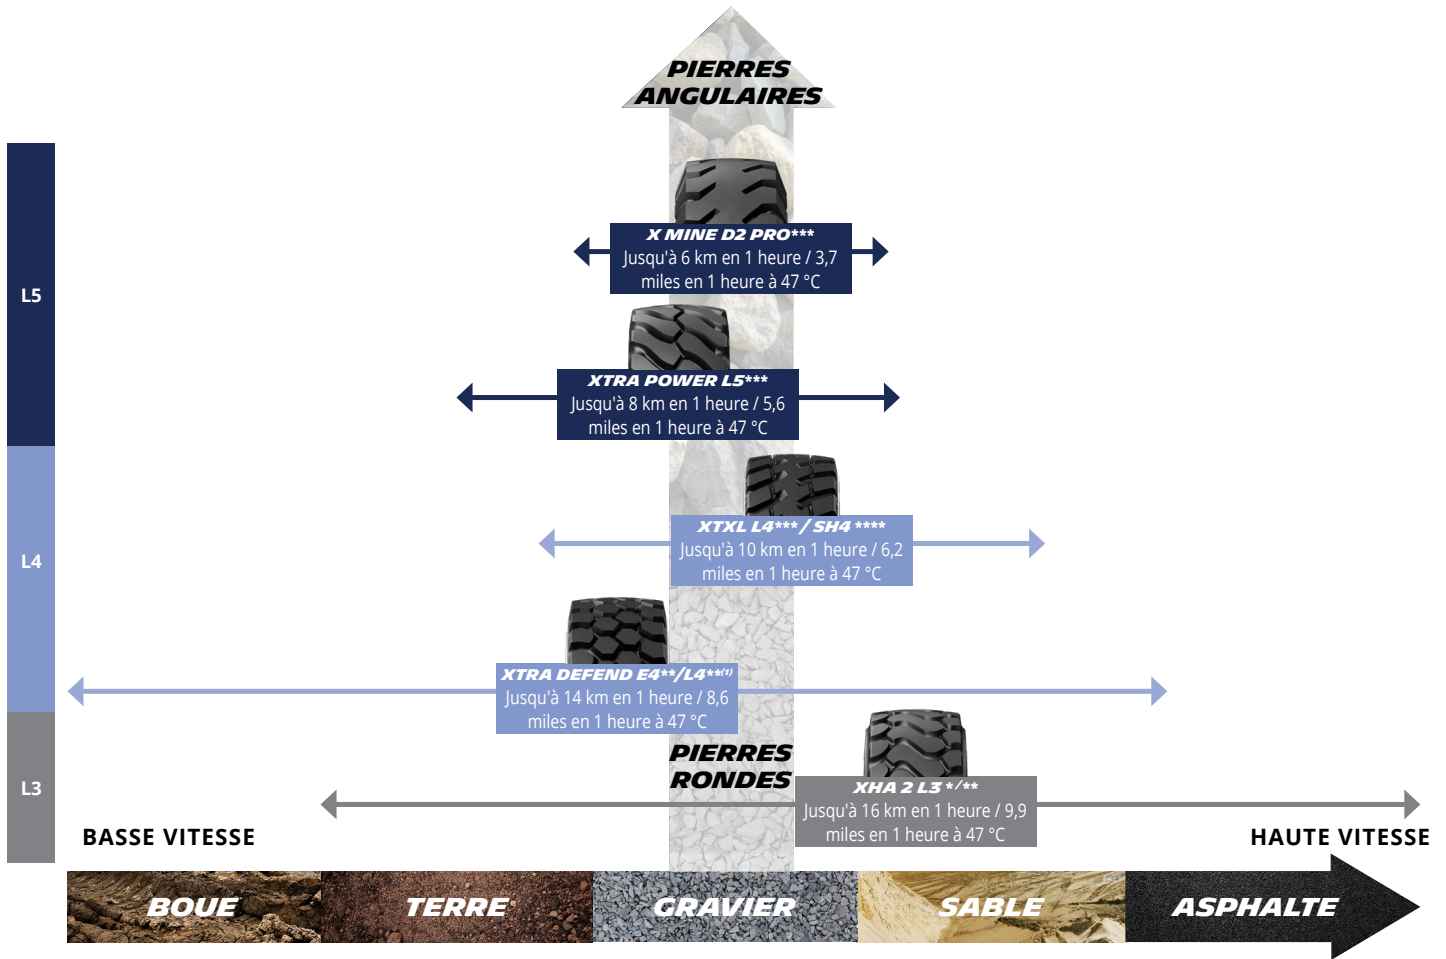 PIERRES
ANGULAIRES
L5
X MINE D2 PRO***
Jusqu'à 6 km en 1 heure / 3,7
miles en 1 heure à 47 °C
XTRA POWER L5***
Jusqu'à 8 km en 1 heure / 5,6
miles en 1 heure à 47 °C
L4
XTXL L4*** / SH4 ****
Jusqu'à 10 km en 1 heure / 6,2
miles en 1 heure à 47 °C
XTRA DEFEND E4**/L4**(1)
Jusqu'à 14 km en 1 heure / 8,6
miles en 1 heure à 47 °C
PIERRES
RONDES
L3
XHA 2 L3 */**
Jusqu'à 16 km en 1 heure / 9,9
miles en 1 heure à 47 °C
BASSE VITESSE
HAUTE VITESSE
BOUE
TERRE
GRAVIER
SABLE
ASPHALTE